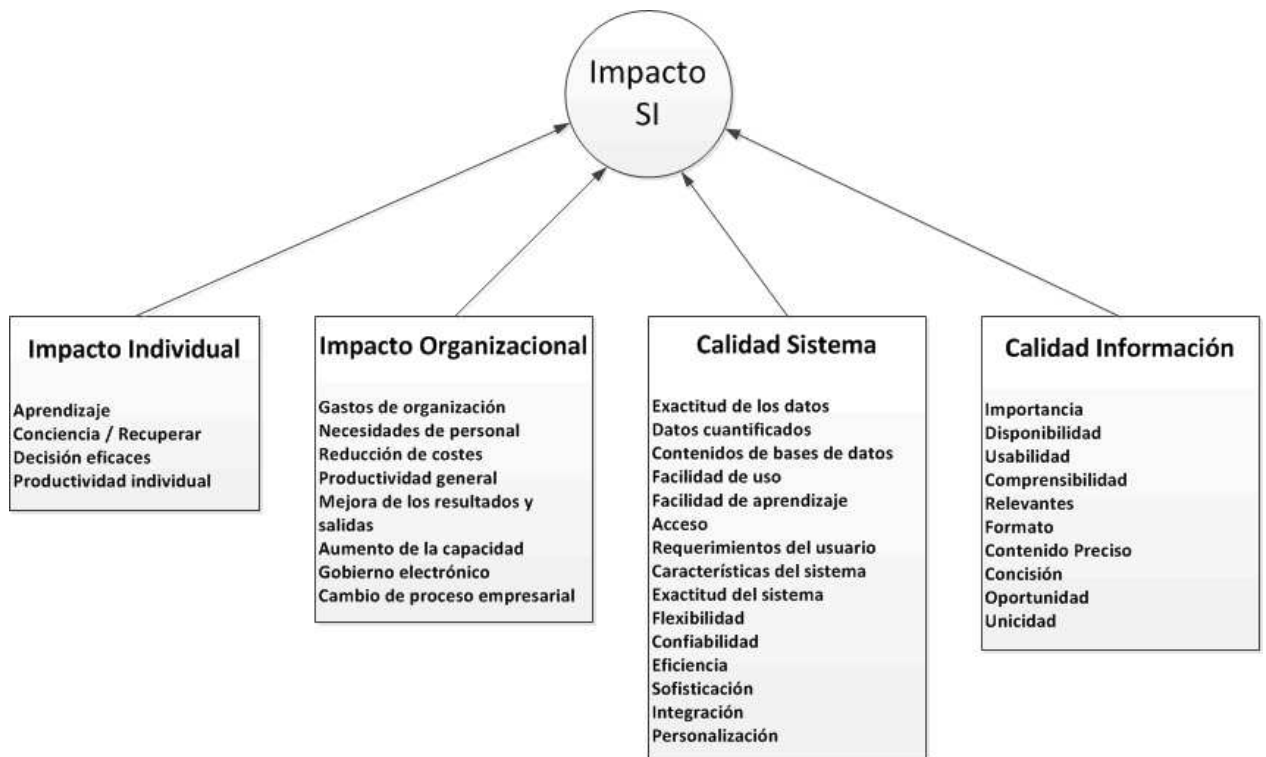 Impacto
SI
Impacto Individual
Aprendizaje
Conciencia / Recuperar
Decisión eficaces
Productividad individual
Impacto Organizacional
Gastos de organización
Necesidades de personal
Reducción de costes
Productividad general
Mejora de los resultados y
salidas
Aumento de la capacidad
Gobierno electrónico
Cambio de proceso empresarial
Calidad Sistema
Exactitud de los datos
Datos cuantificados
Contenidos de bases de datos
Facilidad de uso
Facilidad de aprendizaje
Acceso
Requerimientos del usuario
Características del sistema
Exactitud del sistema
Flexibilidad
Confiabilidad
Eficiencia
Sofisticación
Integración
Personalización
Calidad Información
Importancia
Disponibilidad
Usabilidad
Comprensibilidad
Relevantes
Formato
Contenido Preciso
Concisión
Oportunidad
Unicidad